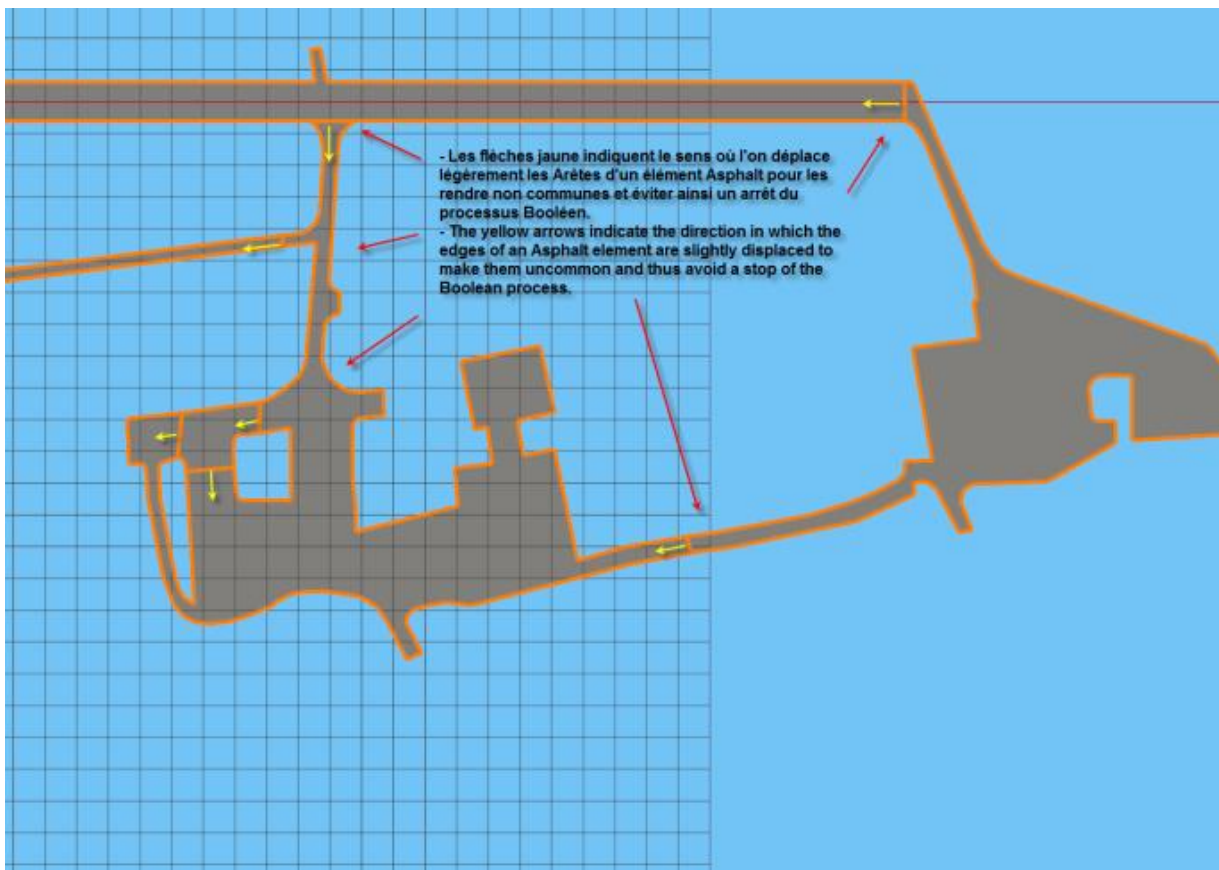 - Les flèches jaune indiquent le sens où l'on déplace
légèrement les Arêtes d'un élément Asphalt pour les
rendre non communes et éviter ainsi un arrêt du
processus Booléen.
- The yellow arrows indicate the direction in which the
edges of an Asphalt element are slightly displaced to
make them uncommon and thus avoid a stop of the
Boolean process.